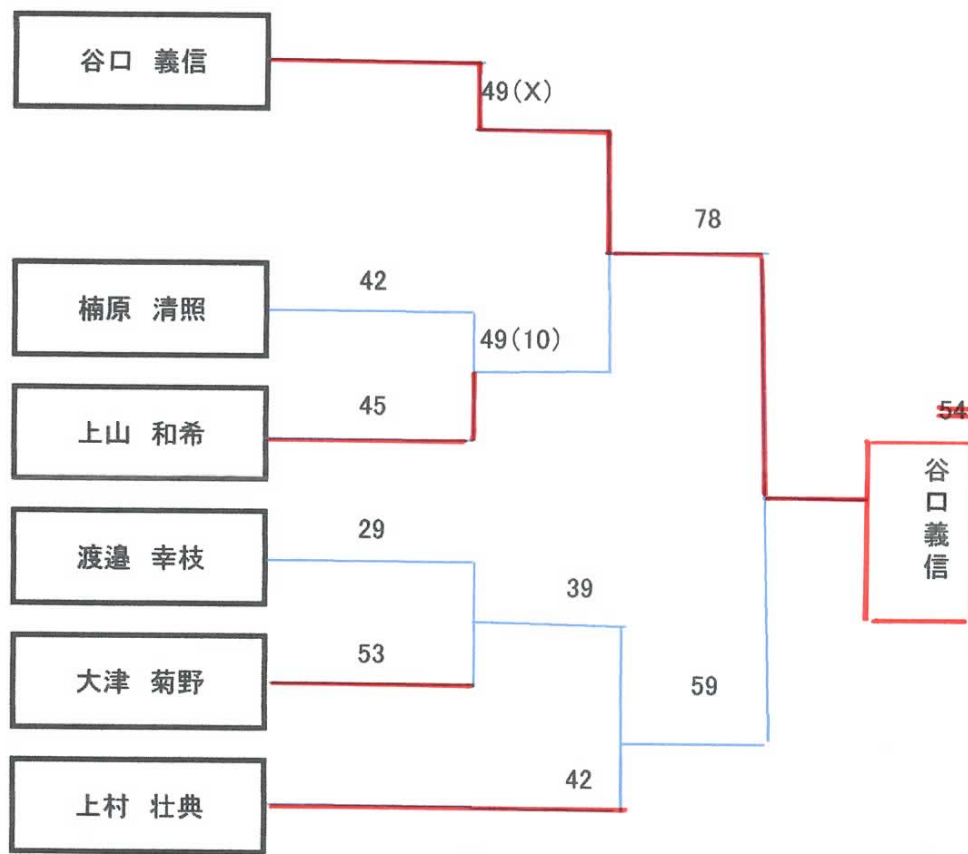 谷口 義信
49(X)
78
楠原 清照
42
49(10)
上山 和希
45
54
谷口義信
渡邉 幸枝
29
39
大津 菊野
53
59
上村 壮典
42